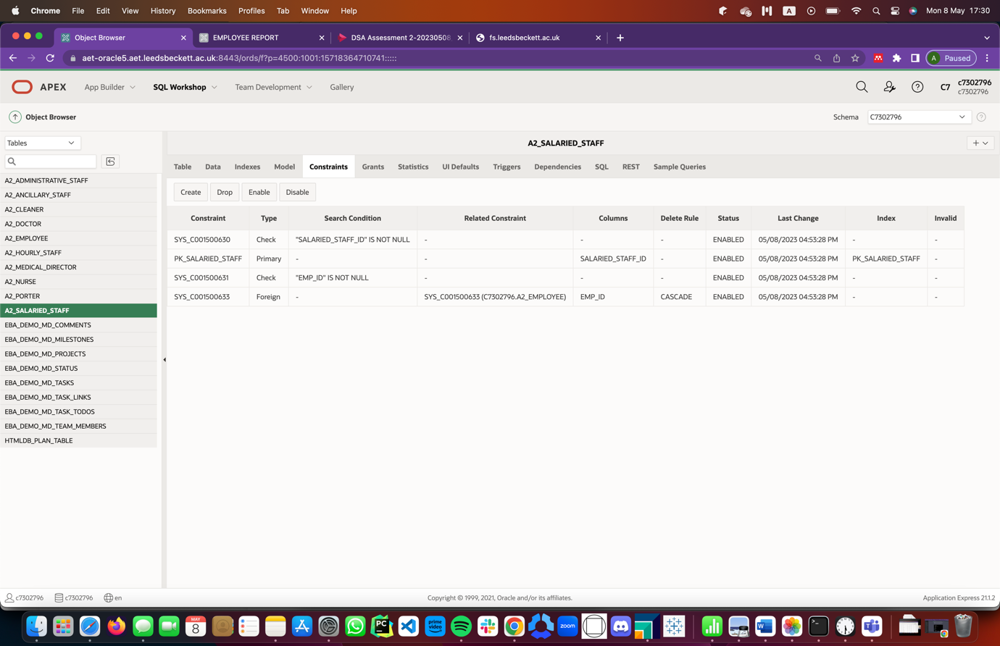 Chrome File Edit View History Bookmarks Profiles Tab Window Help A Mon 8 May 17:30
Object Browser EMPLOYEE REPORT DSA Assessment 2-20230508 fs.leedsbeckett.ac.uk
aet-oracle5.aet.leedsbeckett.ac.uk:8443/ords/f?p=4500:1001:15718364710741::::: A Paused
APEX App Builder SQL Workshop Team Development Gallery C7 c7302796
c7302796
Object Browser Schema C7302796
Tables A2_SALARIED_STAFF
Table Data Indexes Model Constraints Grants Statistics UI Defaults Triggers Dependencies SQL REST Sample Queries
Create Drop Enable Disable
Constraint Type Search Condition Related Constraint Columns Delete Rule Status Last Change Index Invalid
SYS_C001500630 Check "SALARIED_STAFF_ID" IS NOT NULL - - - ENABLED 05/08/2023 04:53:28 PM - -
PK_SALARIED_STAFF Primary - - SALARIED_STAFF_ID - ENABLED 05/08/2023 04:53:28 PM PK_SALARIED_STAFF -
SYS_C001500631 Check "EMP_ID" IS NOT NULL - - - ENABLED 05/08/2023 04:53:28 PM - -
SYS_C001500633 Foreign - SYS_C001500633 (C7302796.A2_EMPLOYEE) EMP_ID CASCADE ENABLED 05/08/2023 04:53:28 PM - -
A2_ADMINISTRATIVE_STAFF
A2_ANCILLARY_STAFF
A2_CLEANER
A2_DOCTOR
A2_EMPLOYEE
A2_HOURLY_STAFF
A2_MEDICAL_DIRECTOR
A2_NURSE
A2_PORTER
A2_SALARIED_STAFF
EBA_DEMO_MD_COMMENTS
EBA_DEMO_MD_MILESTONES
EBA_DEMO_MD_PROJECTS
EBA_DEMO_MD_STATUS
EBA_DEMO_MD_TASKS
EBA_DEMO_MD_TASK_LINKS
EBA_DEMO_MD_TASK_TODOS
EBA_DEMO_MD_TEAM_MEMBERS
HTMLDB_PLAN_TABLE
c7302796 c7302796 en Copyright © 1999, 2021, Oracle and/or its affiliates. Application Express 21.1.2
MAY
8
PC
prime video
zoom
W
T